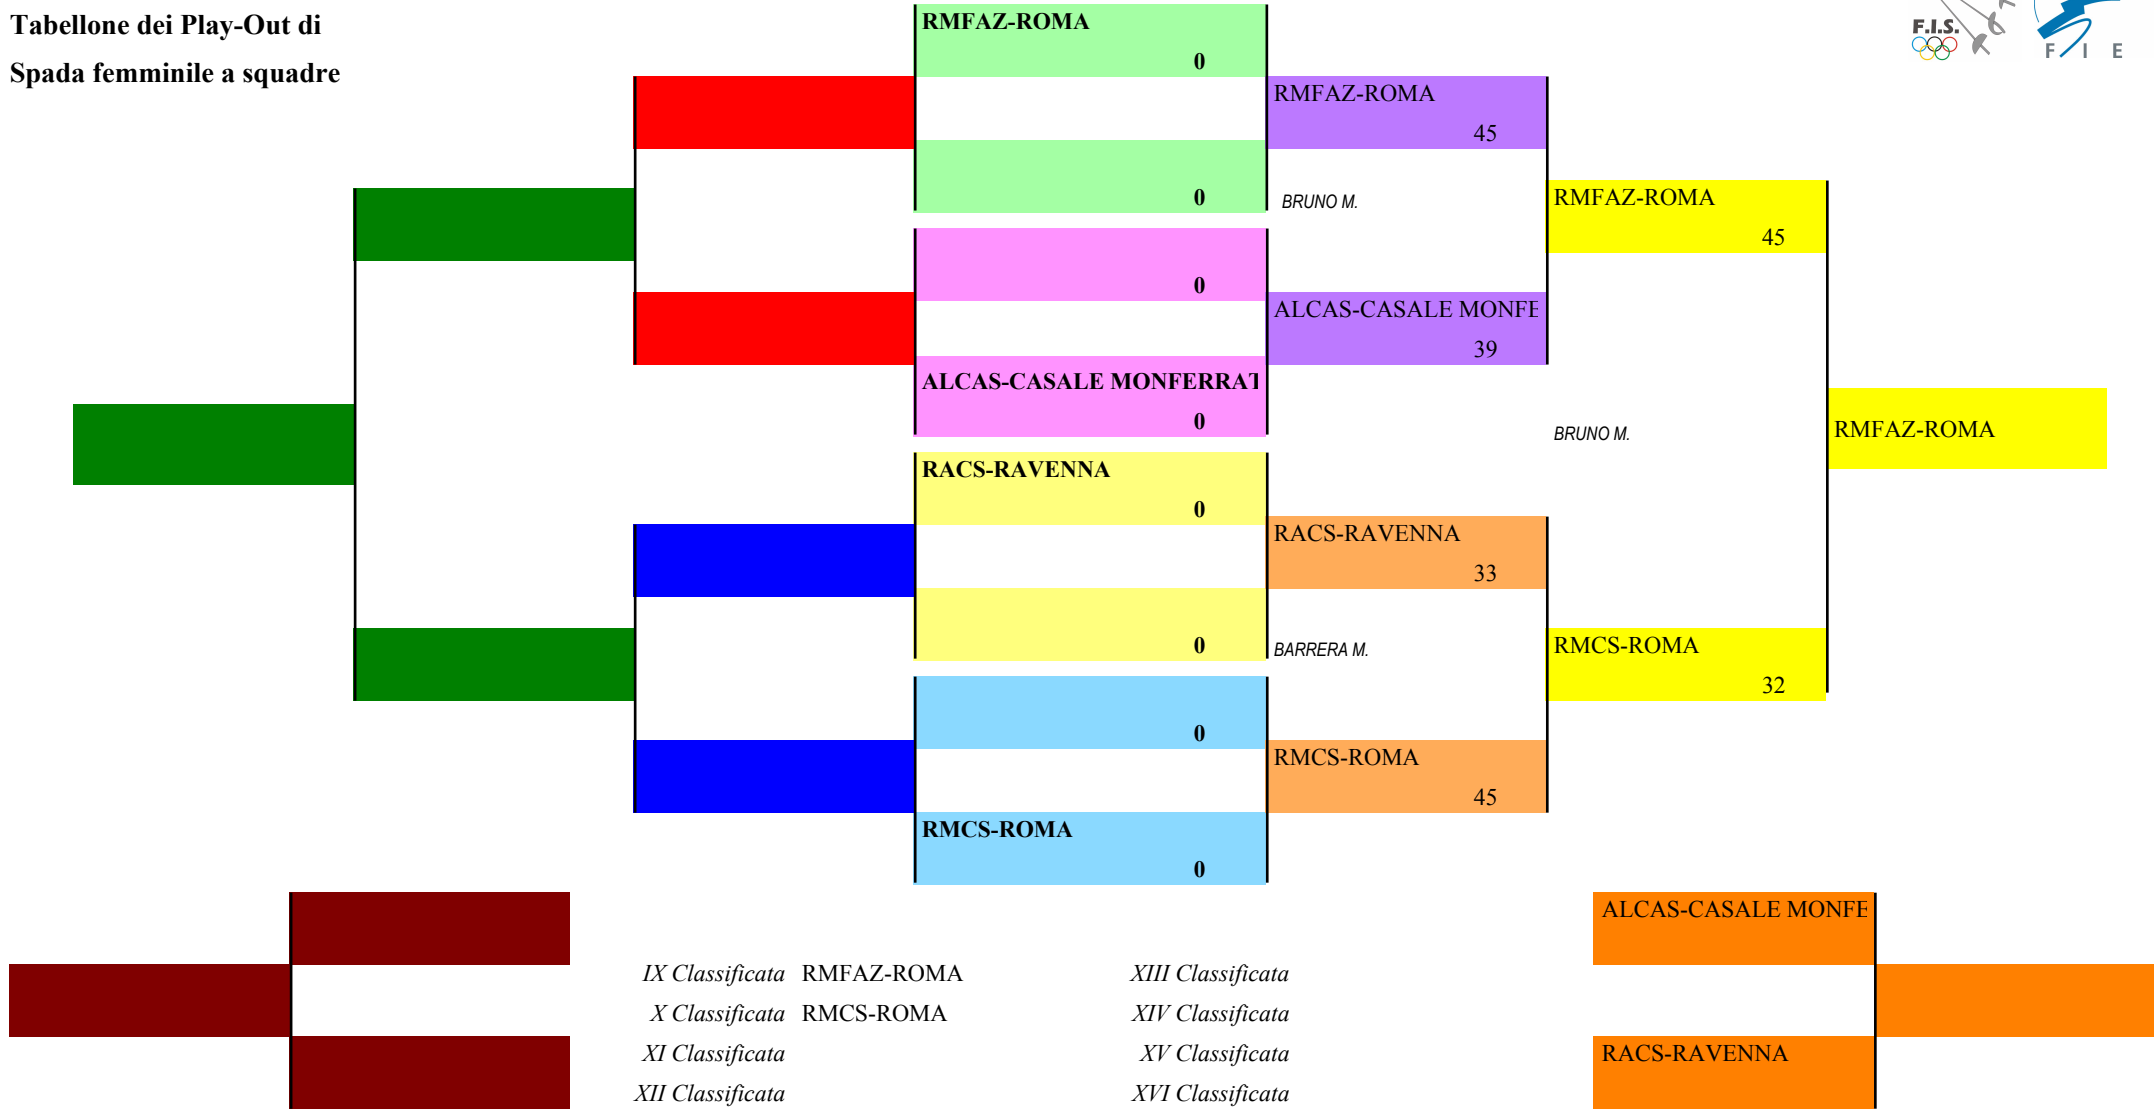 Tabellone dei Play-Out di
Spada femminile a squadre
F.I.S.
F I E
RMFAZ-ROMA
0
0
0
ALCAS-CASALE MONFERRAT
0
RACS-RAVENNA
0
0
0
RMCS-ROMA
0
RMFAZ-ROMA
45
BRUNO M.
ALCAS-CASALE MONFE
39
RACS-RAVENNA
33
BARRERA M.
RMCS-ROMA
45
RMFAZ-ROMA
45
BRUNO M.
RMCS-ROMA
32
RMFAZ-ROMA
IX Classificata RMFAZ-ROMA
X Classificata RMCS-ROMA
XI Classificata
XII Classificata
XIII Classificata
XIV Classificata
XV Classificata
XVI Classificata
ALCAS-CASALE MONFE
RACS-RAVENNA